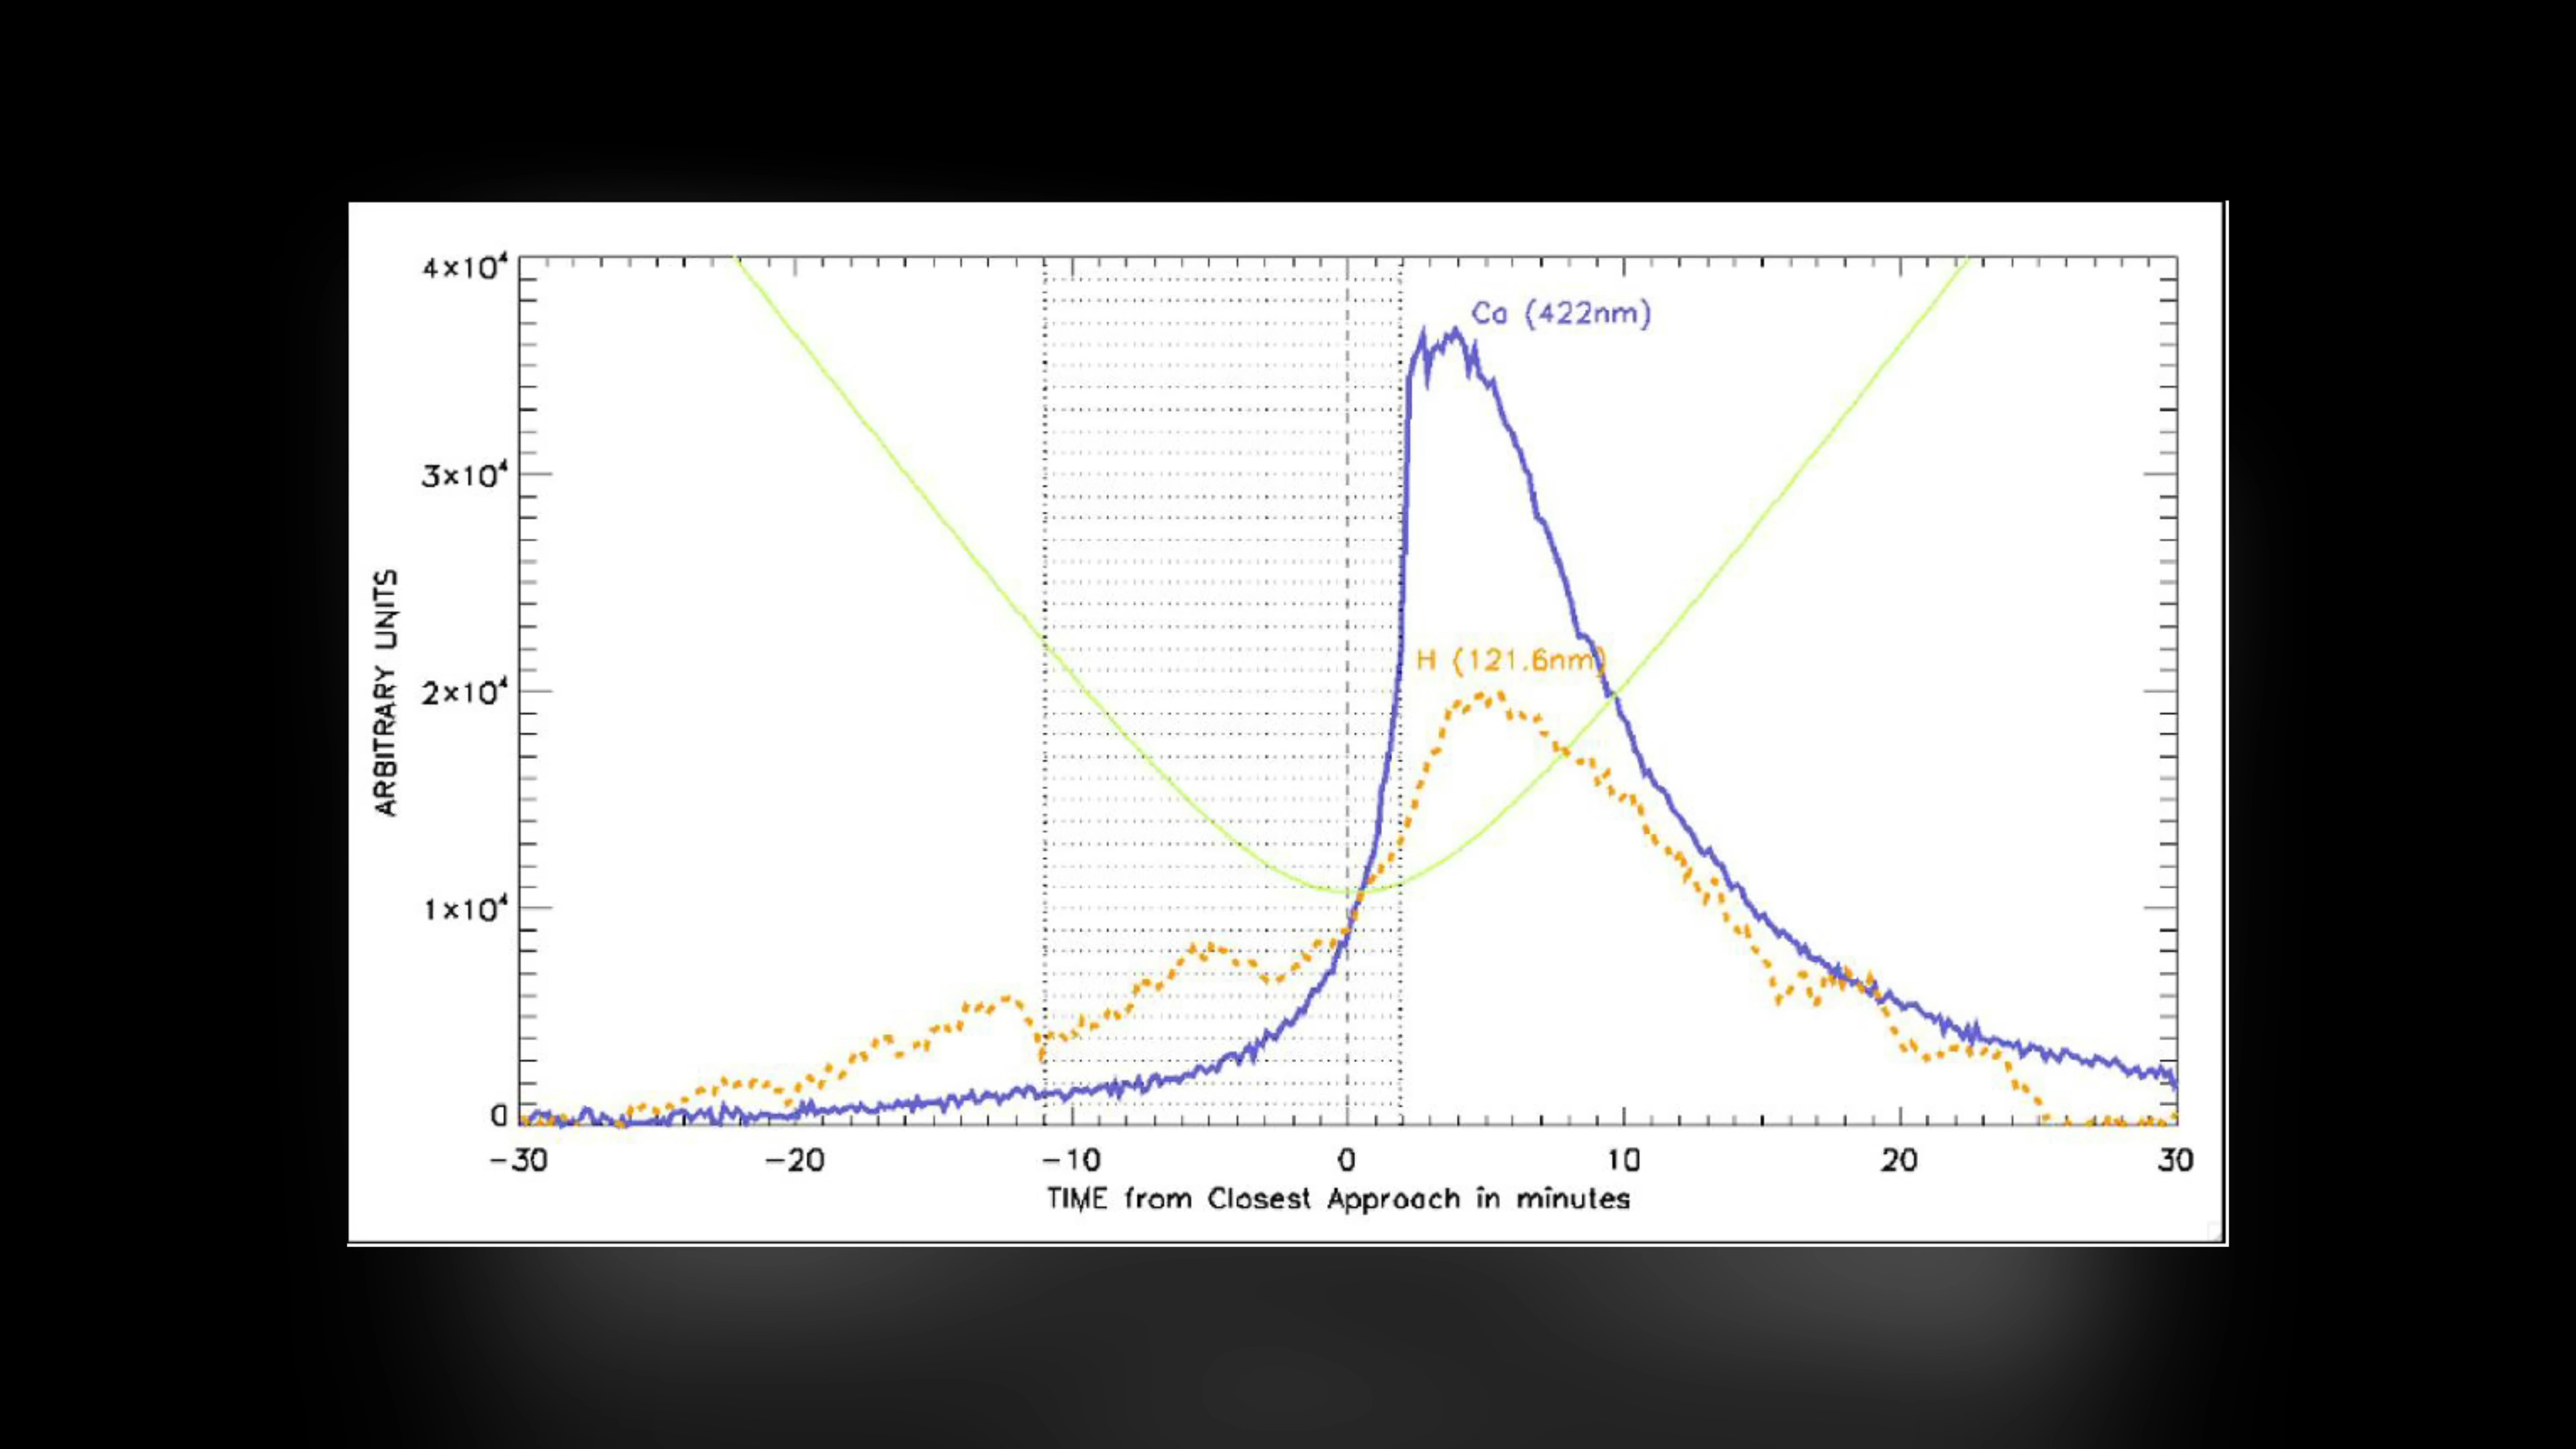 4×10⁴
3×10⁴
2×10⁴
1×10⁴
0
ARBITRARY UNITS
Ca (422nm)
H (121.6nm)
−30 −20 −10 0 10 20 30
TIME from Closest Approach in minutes